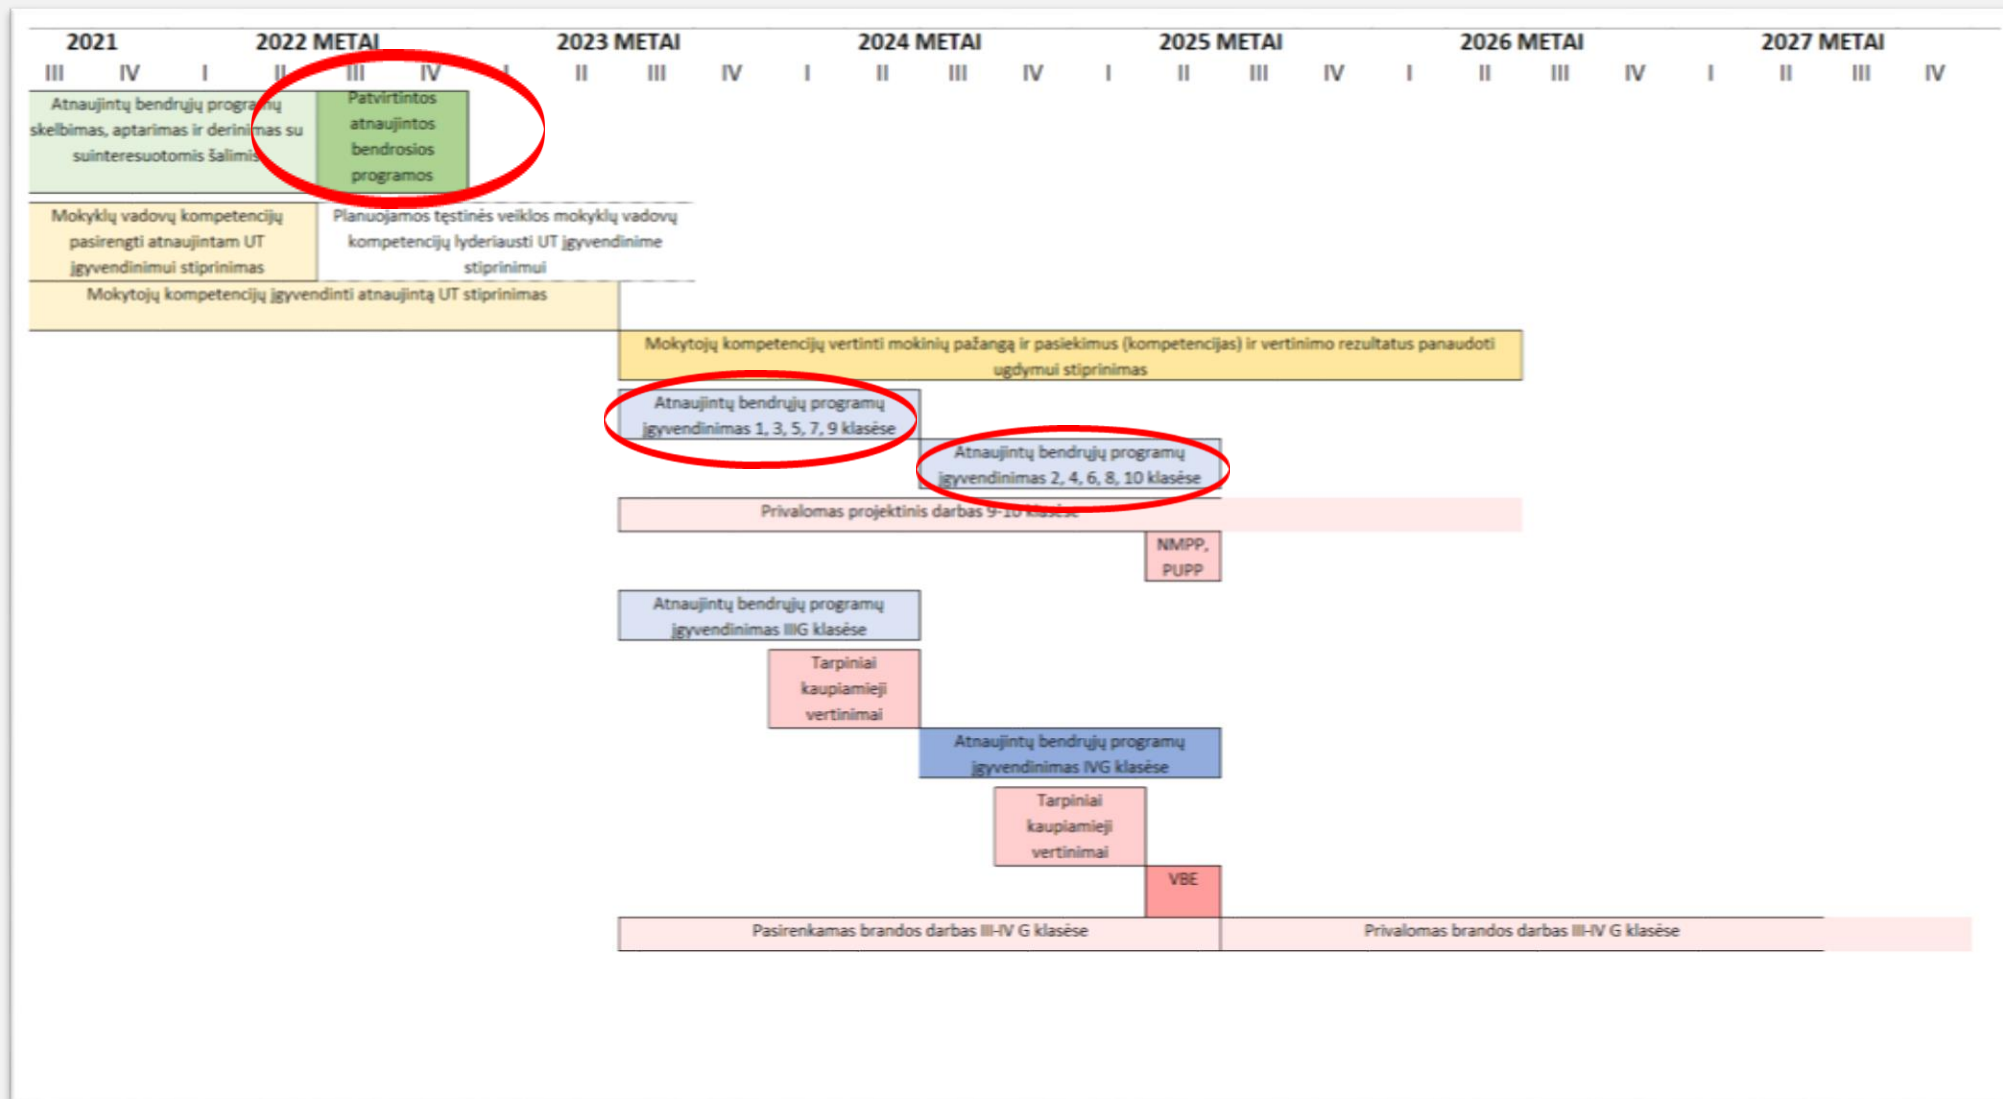 2021 2022 METAI 2023 METAI 2024 METAI 2025 METAI 2026 METAI 2027 METAI
III IV I II III IV I II III IV I II III IV I II III IV I II III IV I II III IV
Atnaujintų bendrųjų programų
skelbimas, aptarimas ir derinimas su
suinteresuotomis šalimis
Patvirtintos
atnaujintos
bendrosios
programos
Mokyklų vadovų kompetencijų
pasirengti atnaujintam UT
įgyvendinimui stiprinimas
Planuojamos tęstinės veiklos mokyklų vadovų
kompetencijų lyderiausti UT įgyvendinime
stiprinimui
Mokytojų kompetencijų įgyvendinti atnaujintą UT stiprinimas
Mokytojų kompetencijų vertinti mokinių pažangą ir pasiekimus (kompetencijas) ir vertinimo rezultatus panaudoti
ugdymui stiprinimas
Atnaujintų bendrųjų programų
įgyvendinimas 1, 3, 5, 7, 9 klasėse
Atnaujintų bendrųjų programų
įgyvendinimas 2, 4, 6, 8, 10 klasėse
Privalomas projektinis darbas 9-10 klasėse
NMPP,
PUPP
Atnaujintų bendrųjų programų
įgyvendinimas IIIG klasėse
Tarpiniai
kaupiamieji
vertinimai
Atnaujintų bendrųjų programų
įgyvendinimas IVG klasėse
Tarpiniai
kaupiamieji
vertinimai
VBE
Pasirenkamas brandos darbas III-IV G klasėse
Privalomas brandos darbas III-IV G klasėse